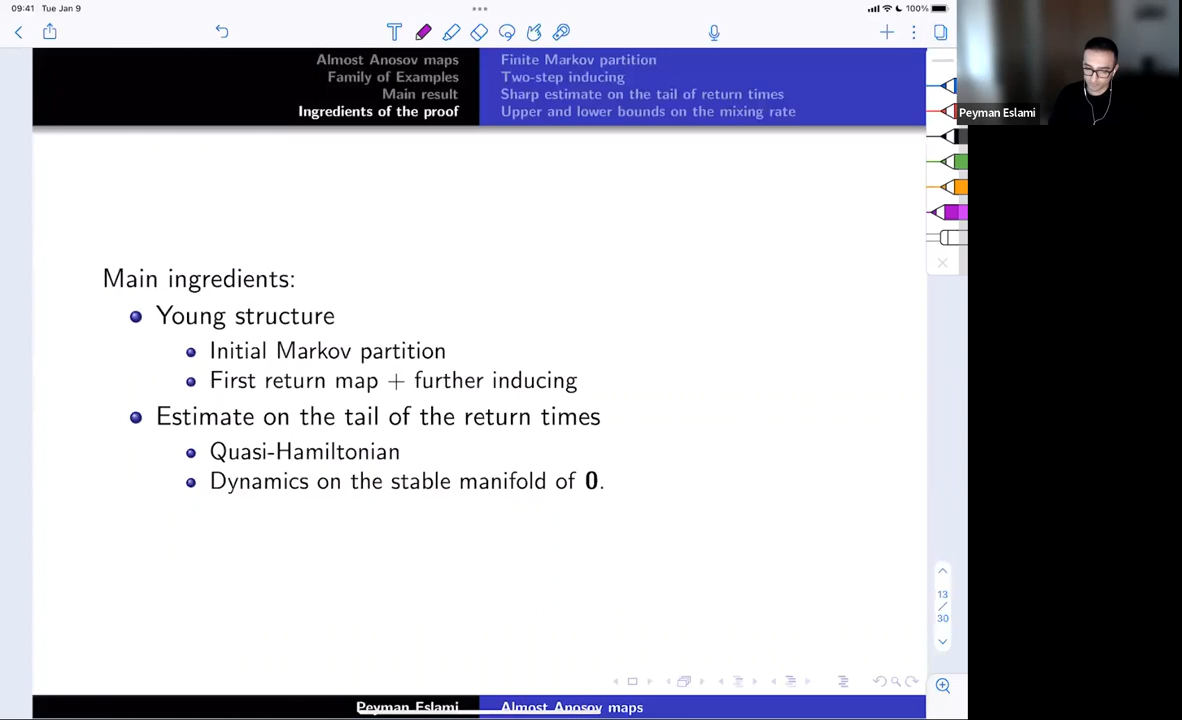 09:41 Tue Jan 9
100%
Almost Anosov maps
Family of Examples
Main result
Ingredients of the proof
Finite Markov partition
Two-step inducing
Sharp estimate on the tail of return times
Upper and lower bounds on the mixing rate
Peyman Eslami
Main ingredients:
Young structure
Initial Markov partition
First return map + further inducing
Estimate on the tail of the return times
Quasi-Hamiltonian
Dynamics on the stable manifold of 0.
13
/
30
Peyman Eslami
Almost Anosov maps